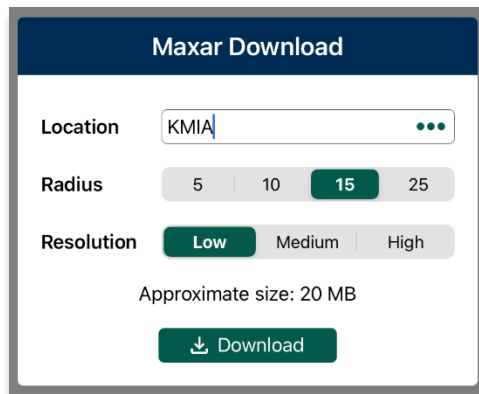 Maxar Download
Location KMIA •••
Radius 5 10 15 25
Resolution Low Medium High
Approximate size: 20 MB
Download